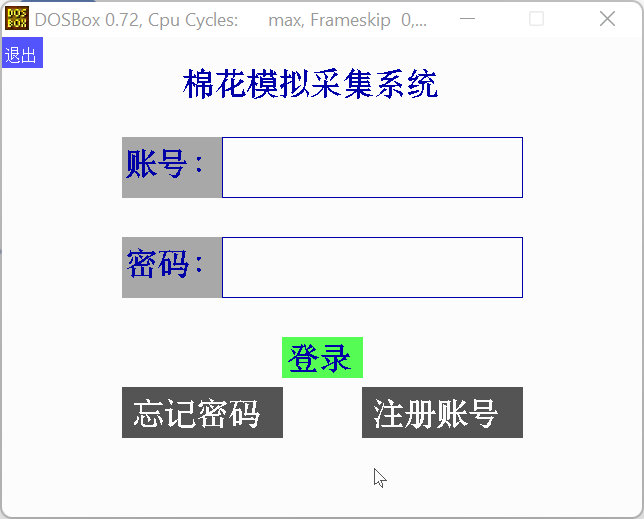 DOSBox 0.72, Cpu Cycles: max, Frameskip 0,...
退出
棉花模拟采集系统
账号：
密码：
登录
忘记密码 注册账号